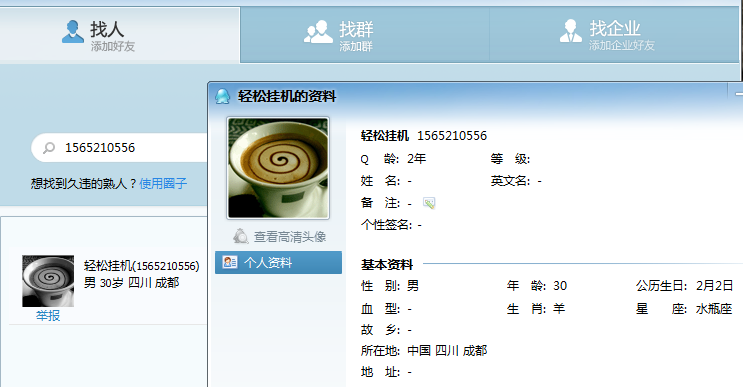 找人
添加好友
找群
添加群
找企业
添加企业好友
1565210556
想找到久违的熟人？使用圈子
轻松挂机(1565210556)
男 30岁 四川 成都
举报
轻松挂机的资料
查看高清头像
个人资料
轻松挂机 1565210556
Q 龄: 2年 等 级:
姓 名: - 英文名: -
备 注: -
个性签名: -
基本资料
性 别: 男 年 龄: 30 公历生日: 2月2日
血 型: - 生 肖: 羊 星 座: 水瓶座
故 乡: -
所在地: 中国 四川 成都
地 址: -